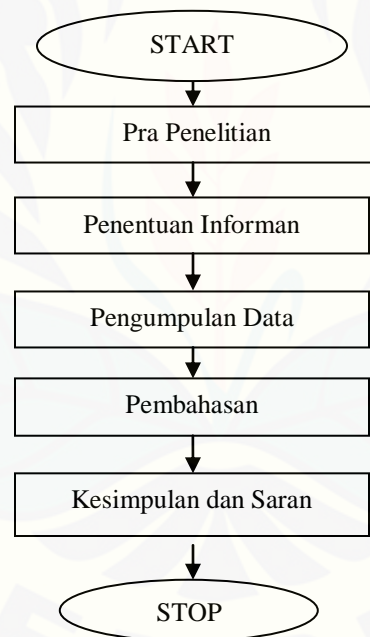 START
Pra Penelitian
Penentuan Informan
Pengumpulan Data
Pembahasan
Kesimpulan dan Saran
STOP